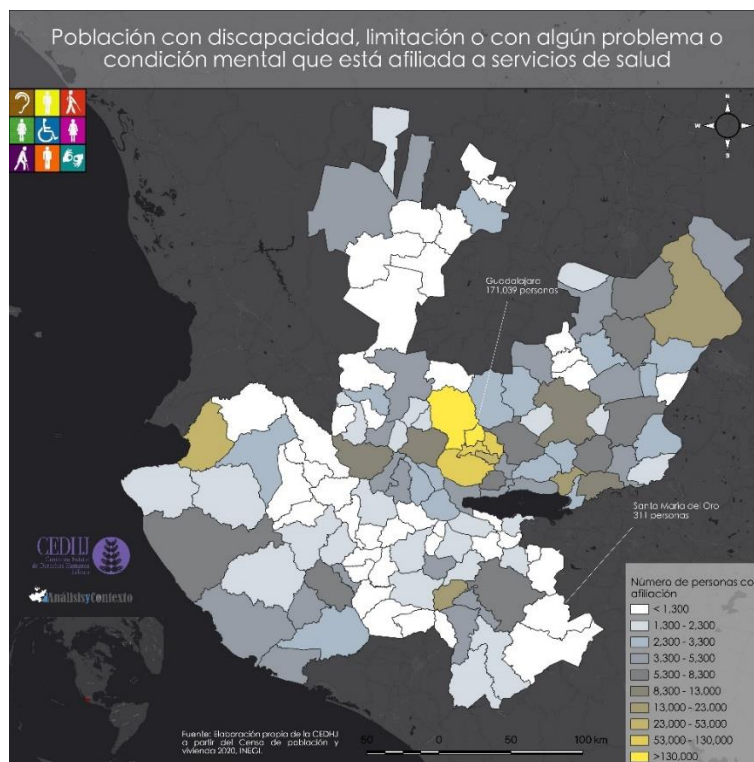 Población con discapacidad, limitación o con algún problema o
condición mental que está afiliada a servicios de salud
N
W
E
S
Guadalajara
171,039 personas
Santa María del Oro
311 personas
CEDHJ
AnálisisyContexto
Número de personas co
afiliación
< 1,300
1,300 - 2,300
2,300 - 3,300
3,300 - 5,300
5,300 - 8,300
8,300 - 13,000
13,000 - 23,000
23,000 - 53,000
53,000 - 130,000
>130,000
Fuente: Elaboración propia de la CEDHJ
a partir del Censo de población y
vivienda 2020, INEGI.
50 0 50 100 km